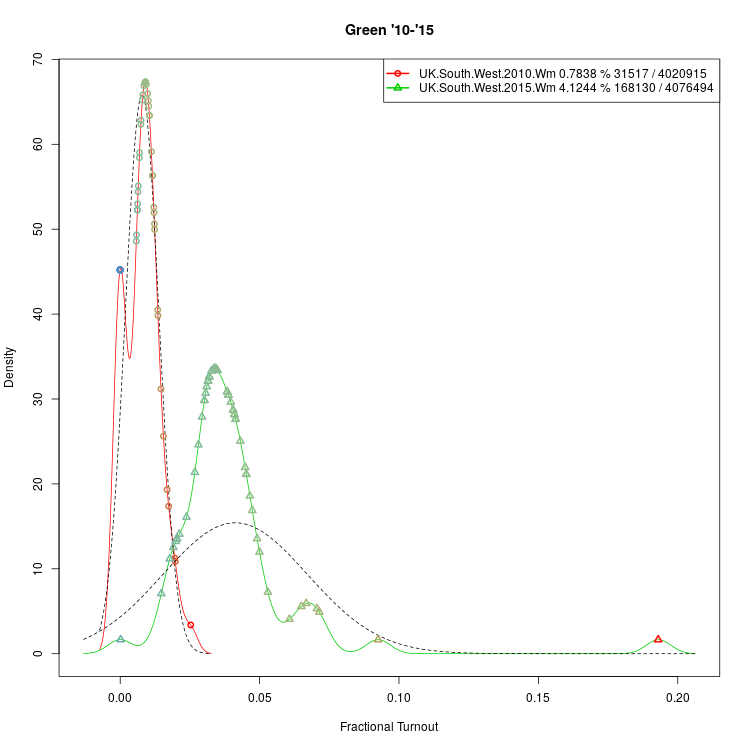 Green '10-'15
UK.South.West.2010.Wm 0.7838 % 31517 / 4020915
UK.South.West.2015.Wm 4.1244 % 168130 / 4076494
70
60
50
40
30
20
10
0
Density
0.00 0.05 0.10 0.15 0.20
Fractional Turnout